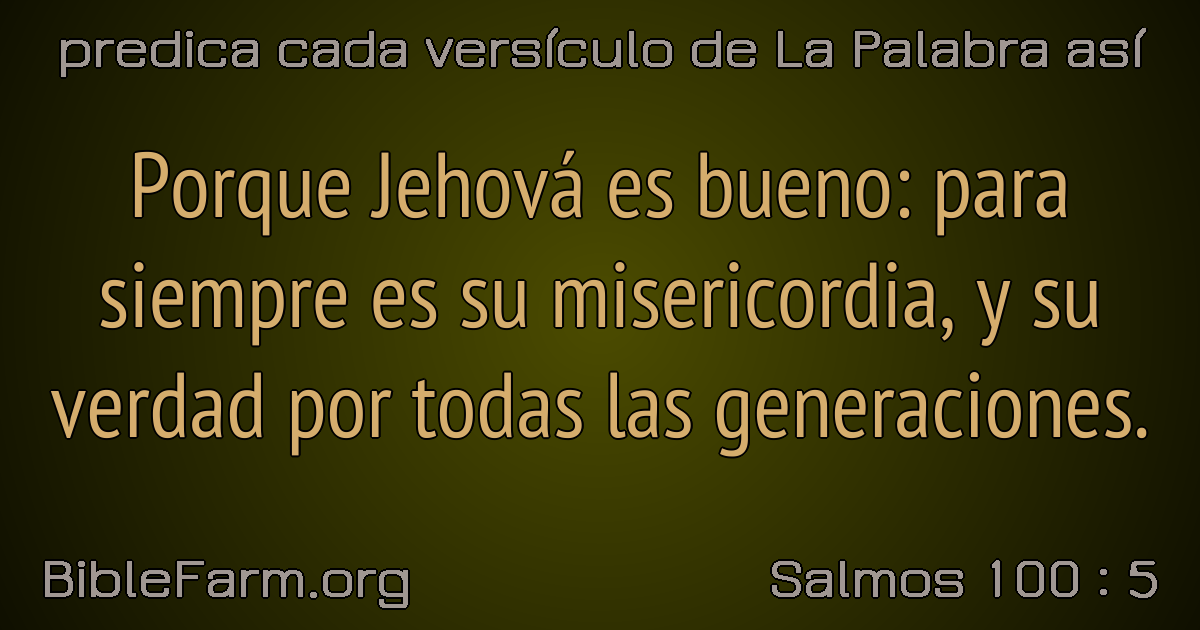 predica cada versículo de La Palabra así
Porque Jehová es bueno: para
siempre es su misericordia, y su
verdad por todas las generaciones.
BibleFarm.org
Salmos 100 : 5